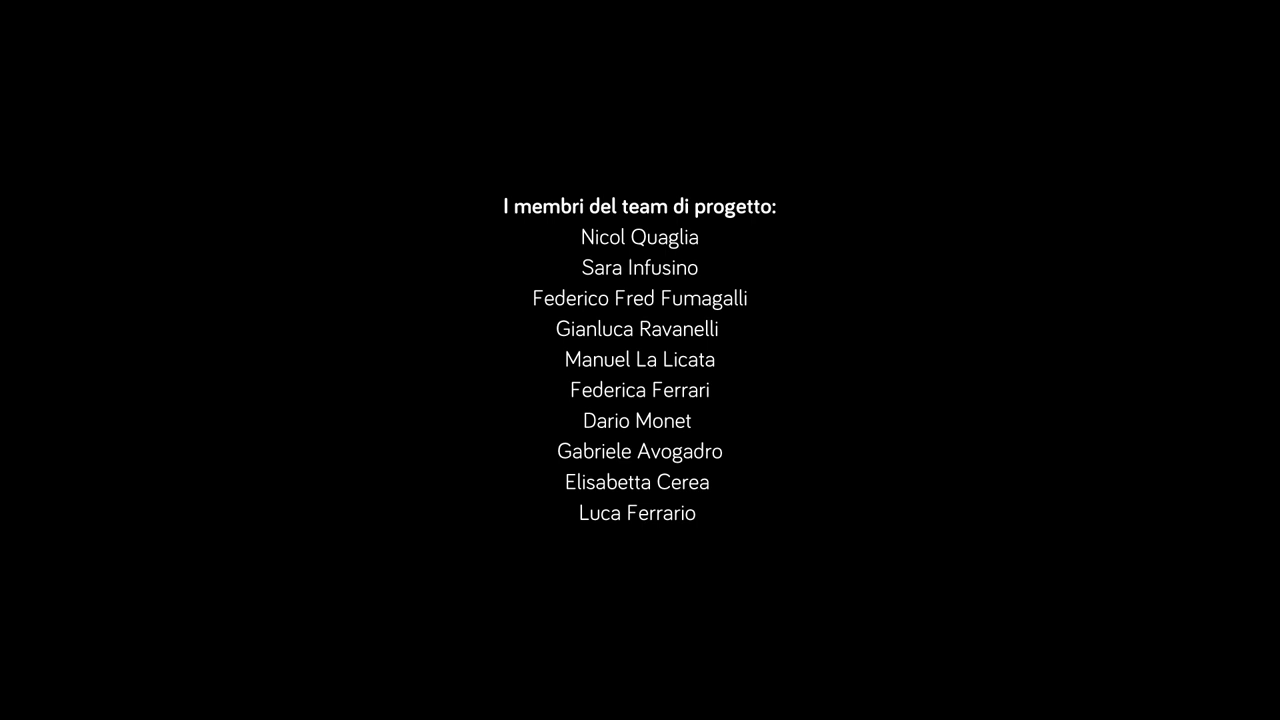 I membri del team di progetto:
Nicol Quaglia
Sara Infusino
Federico Fred Fumagalli
Gianluca Ravanelli
Manuel La Licata
Federica Ferrari
Dario Monet
Gabriele Avogadro
Elisabetta Cerea
Luca Ferrario